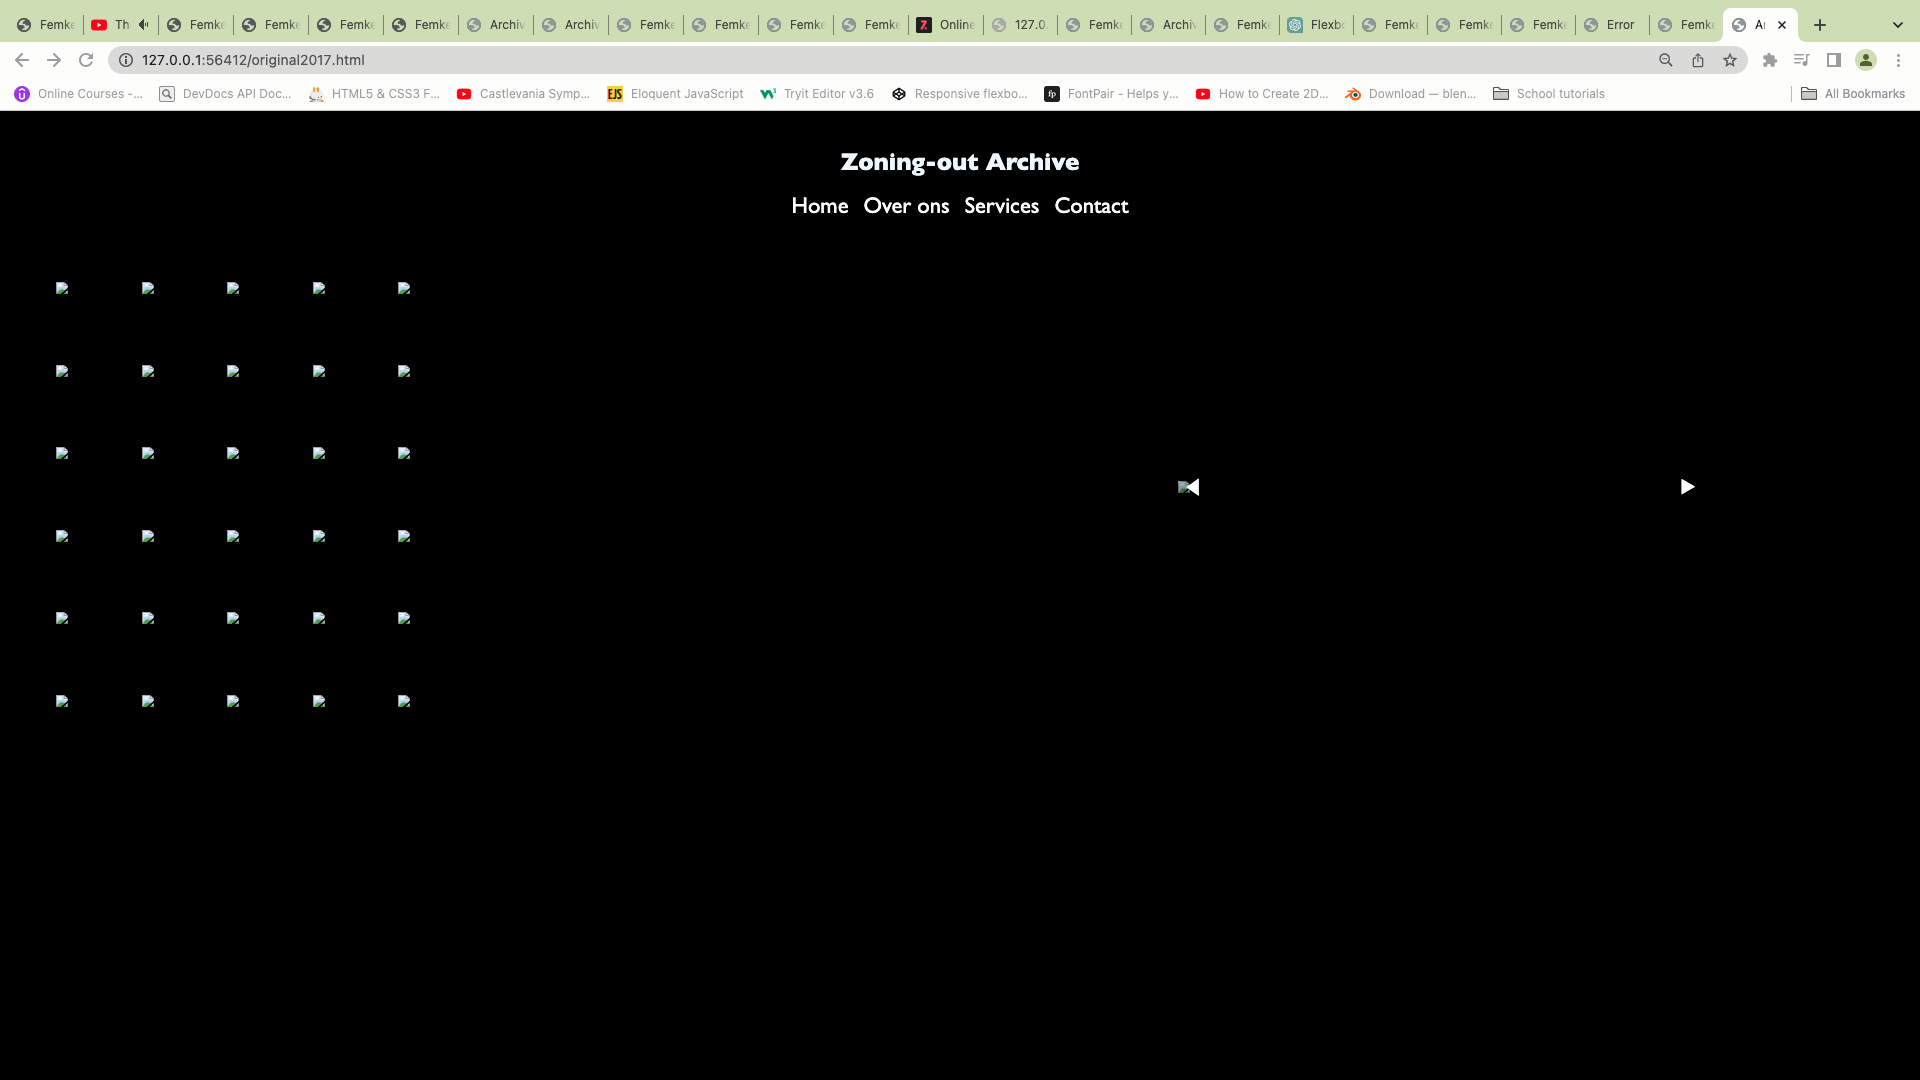 Femke Th Femke Femke Femke Femke Archiv Archiv Femke Femke Femke Femke Online 127.0. Femke Archiv Femke Flexbo Femke Femke Femke Error Femke Ar
127.0.0.1:56412/original2017.html
Online Courses -... DevDocs API Doc... HTML5 & CSS3 F... Castlevania Symp... EJS Eloquent JavaScript Tryit Editor v3.6 Responsive flexbo... fp FontPair - Helps y... How to Create 2D... Download — blen... School tutorials All Bookmarks
Zoning-out Archive
Home Over ons Services Contact